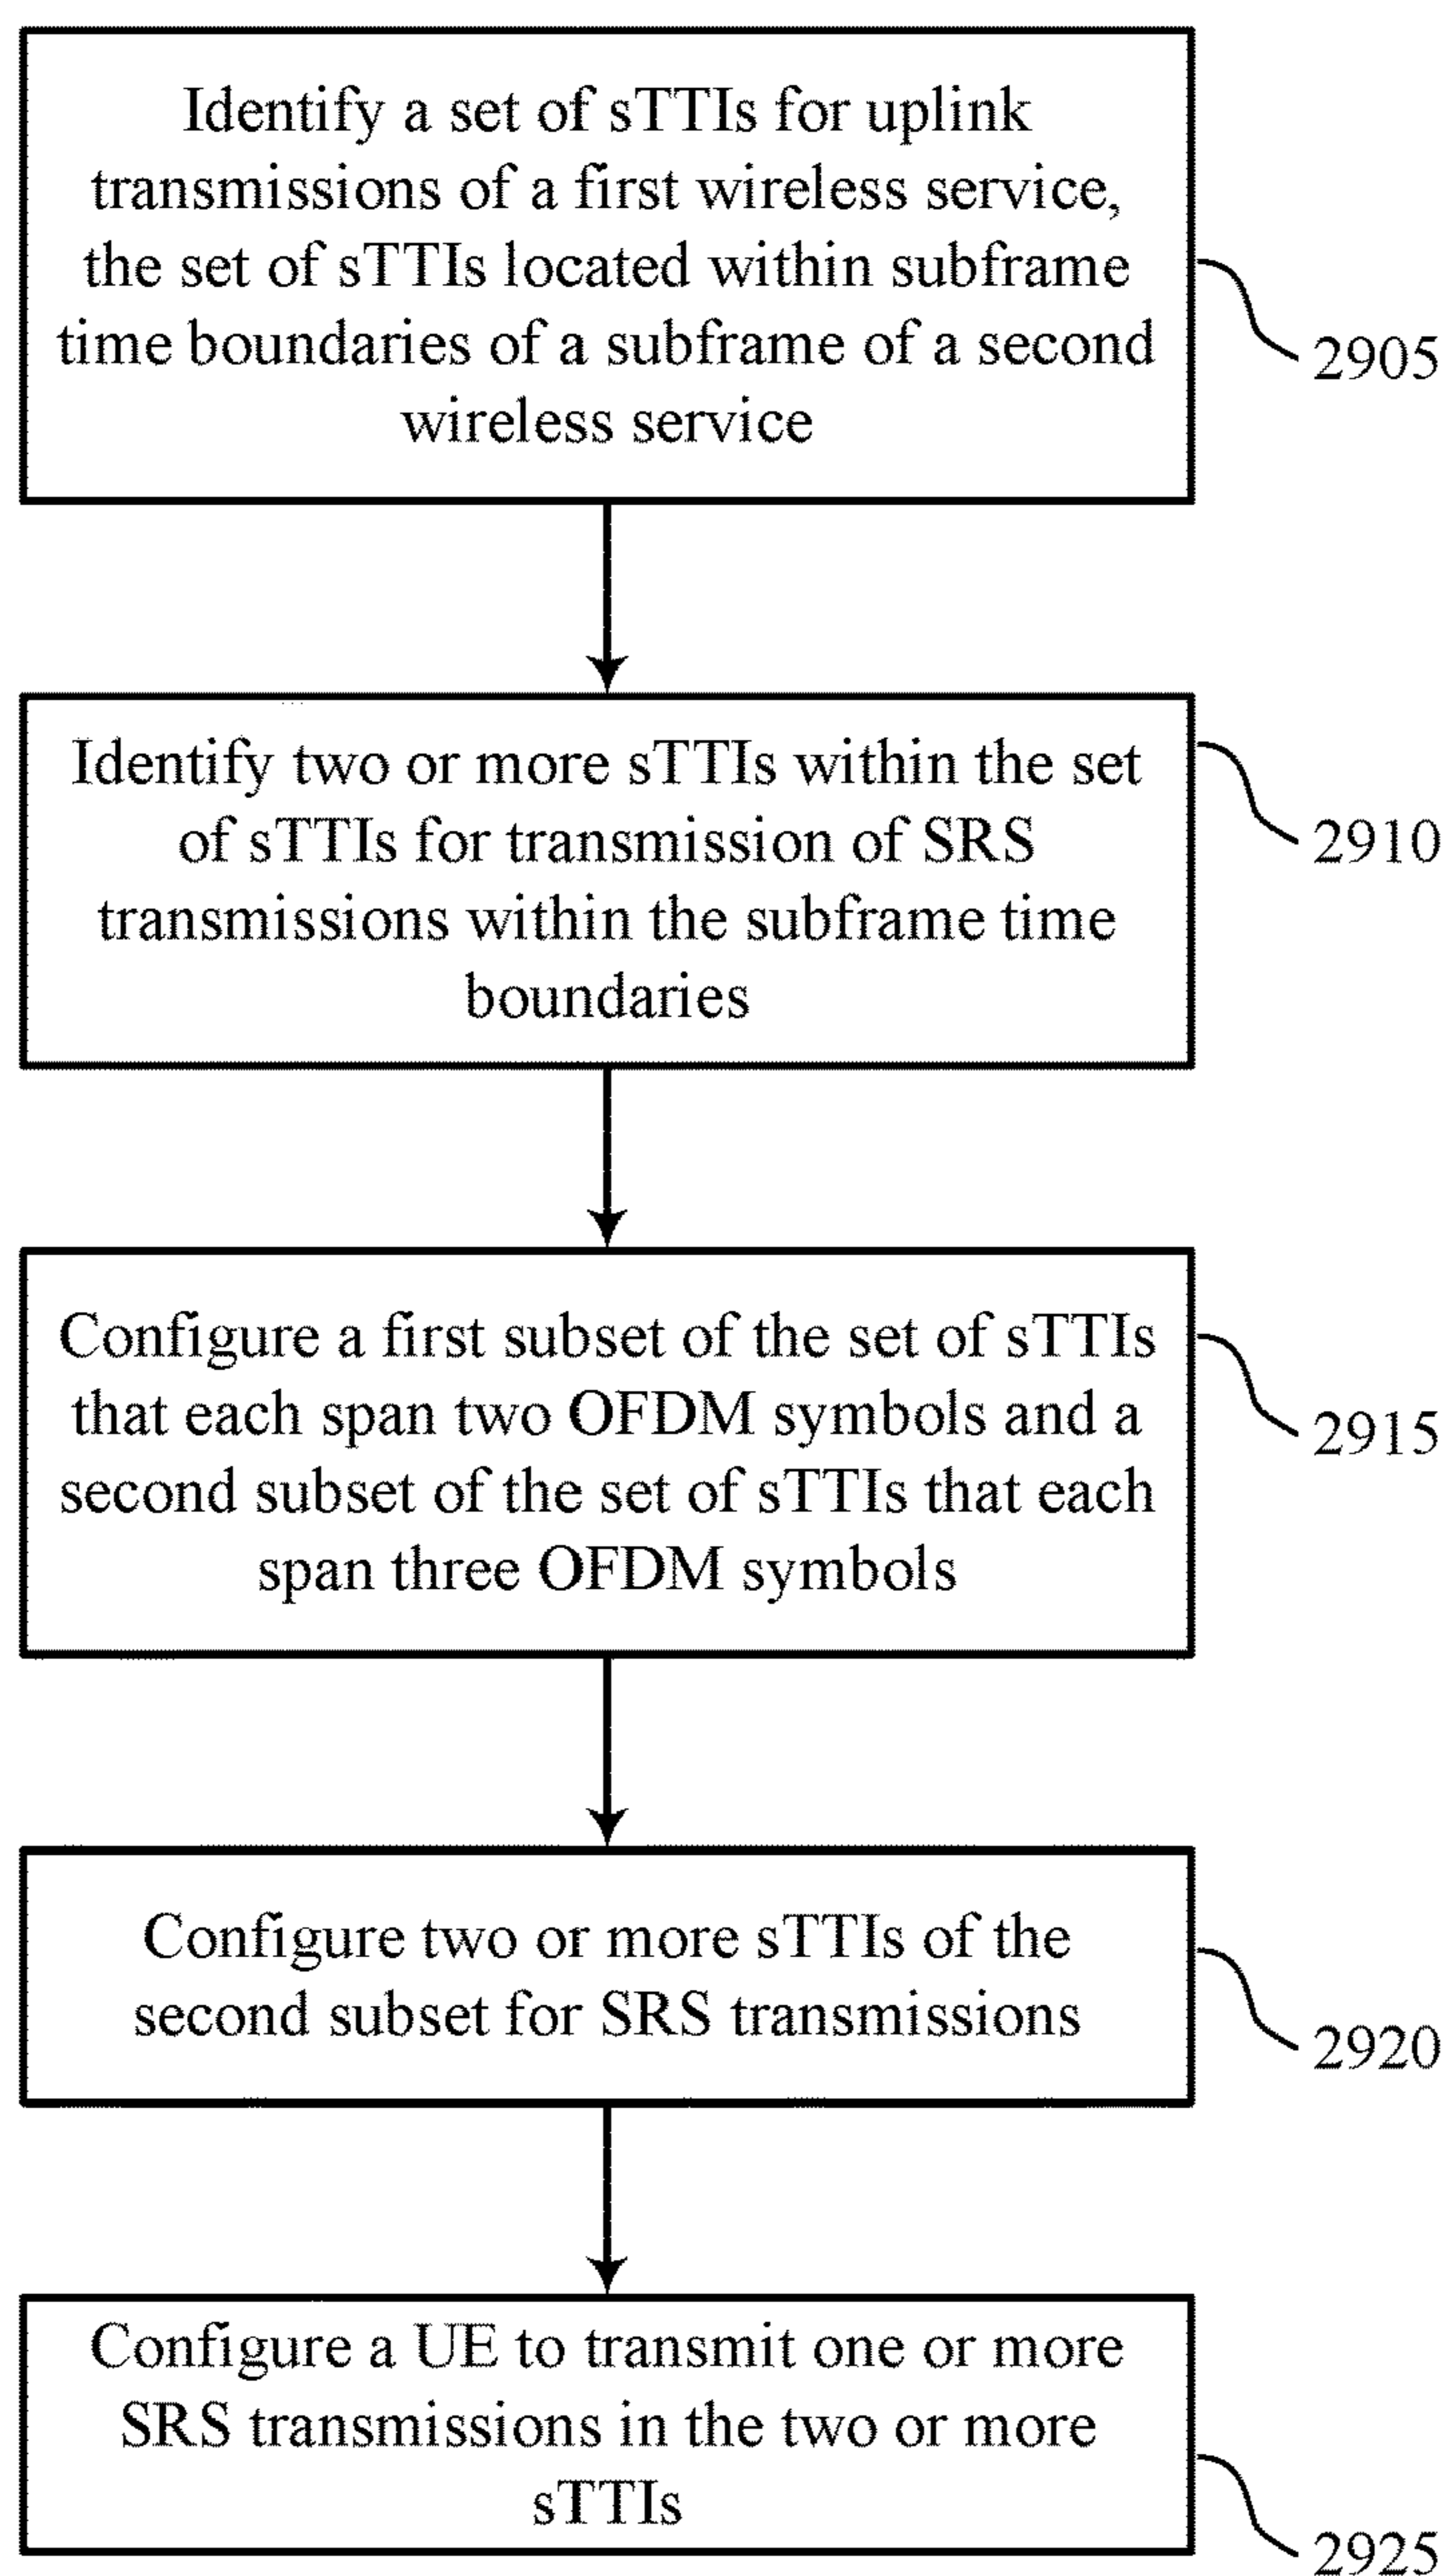 Identify a set of sTTIs for uplink
transmissions of a first wireless service,
the set of sTTIs located within subframe
time boundaries of a subframe of a second
wireless service
2905
Identify two or more sTTIs within the set
of sTTIs for transmission of SRS
transmissions within the subframe time
boundaries
2910
Configure a first subset of the set of sTTIs
that each span two OFDM symbols and a
second subset of the set of sTTIs that each
span three OFDM symbols
2915
Configure two or more sTTIs of the
second subset for SRS transmissions
2920
Configure a UE to transmit one or more
SRS transmissions in the two or more
sTTIs
2925